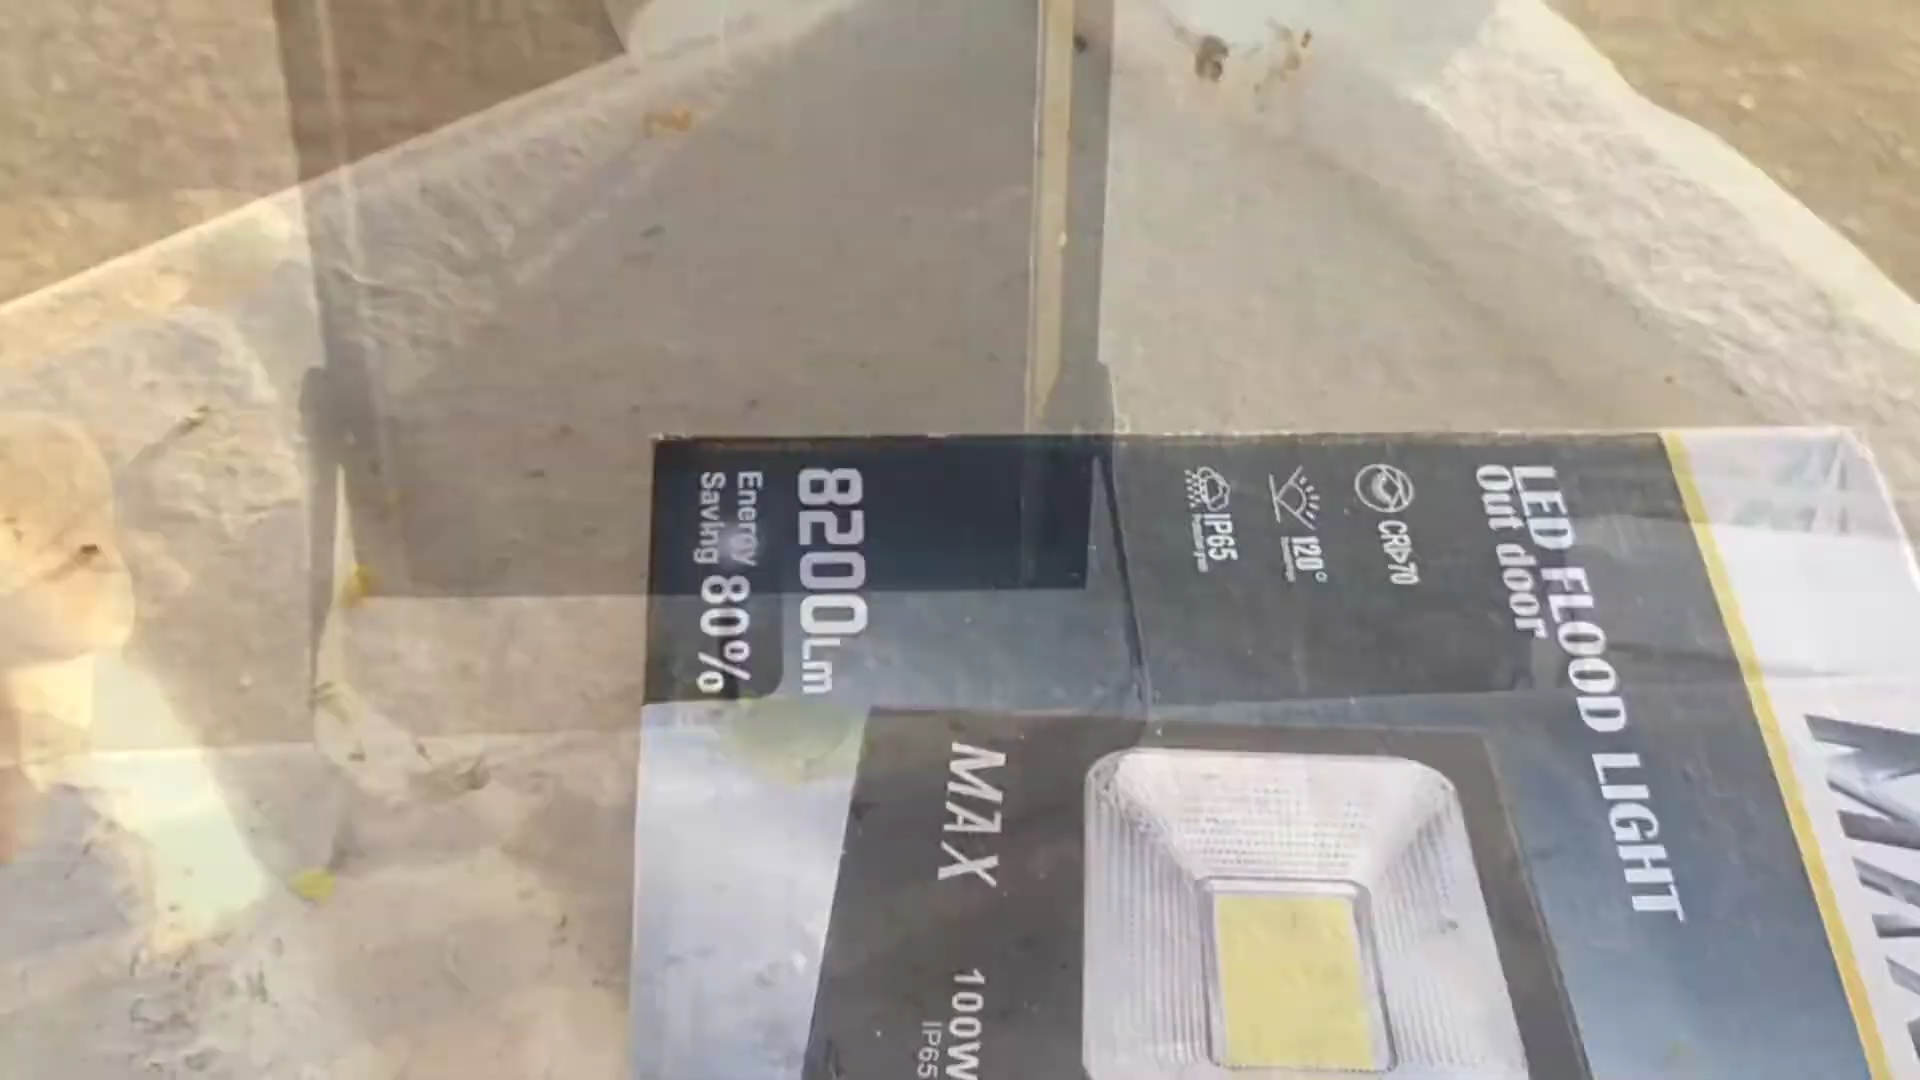 LED FLOOD LIGHT
Out door
CRI>70
120°
IP65
8200Lm
Energy
Saving 80%
MAX 100W
IP65